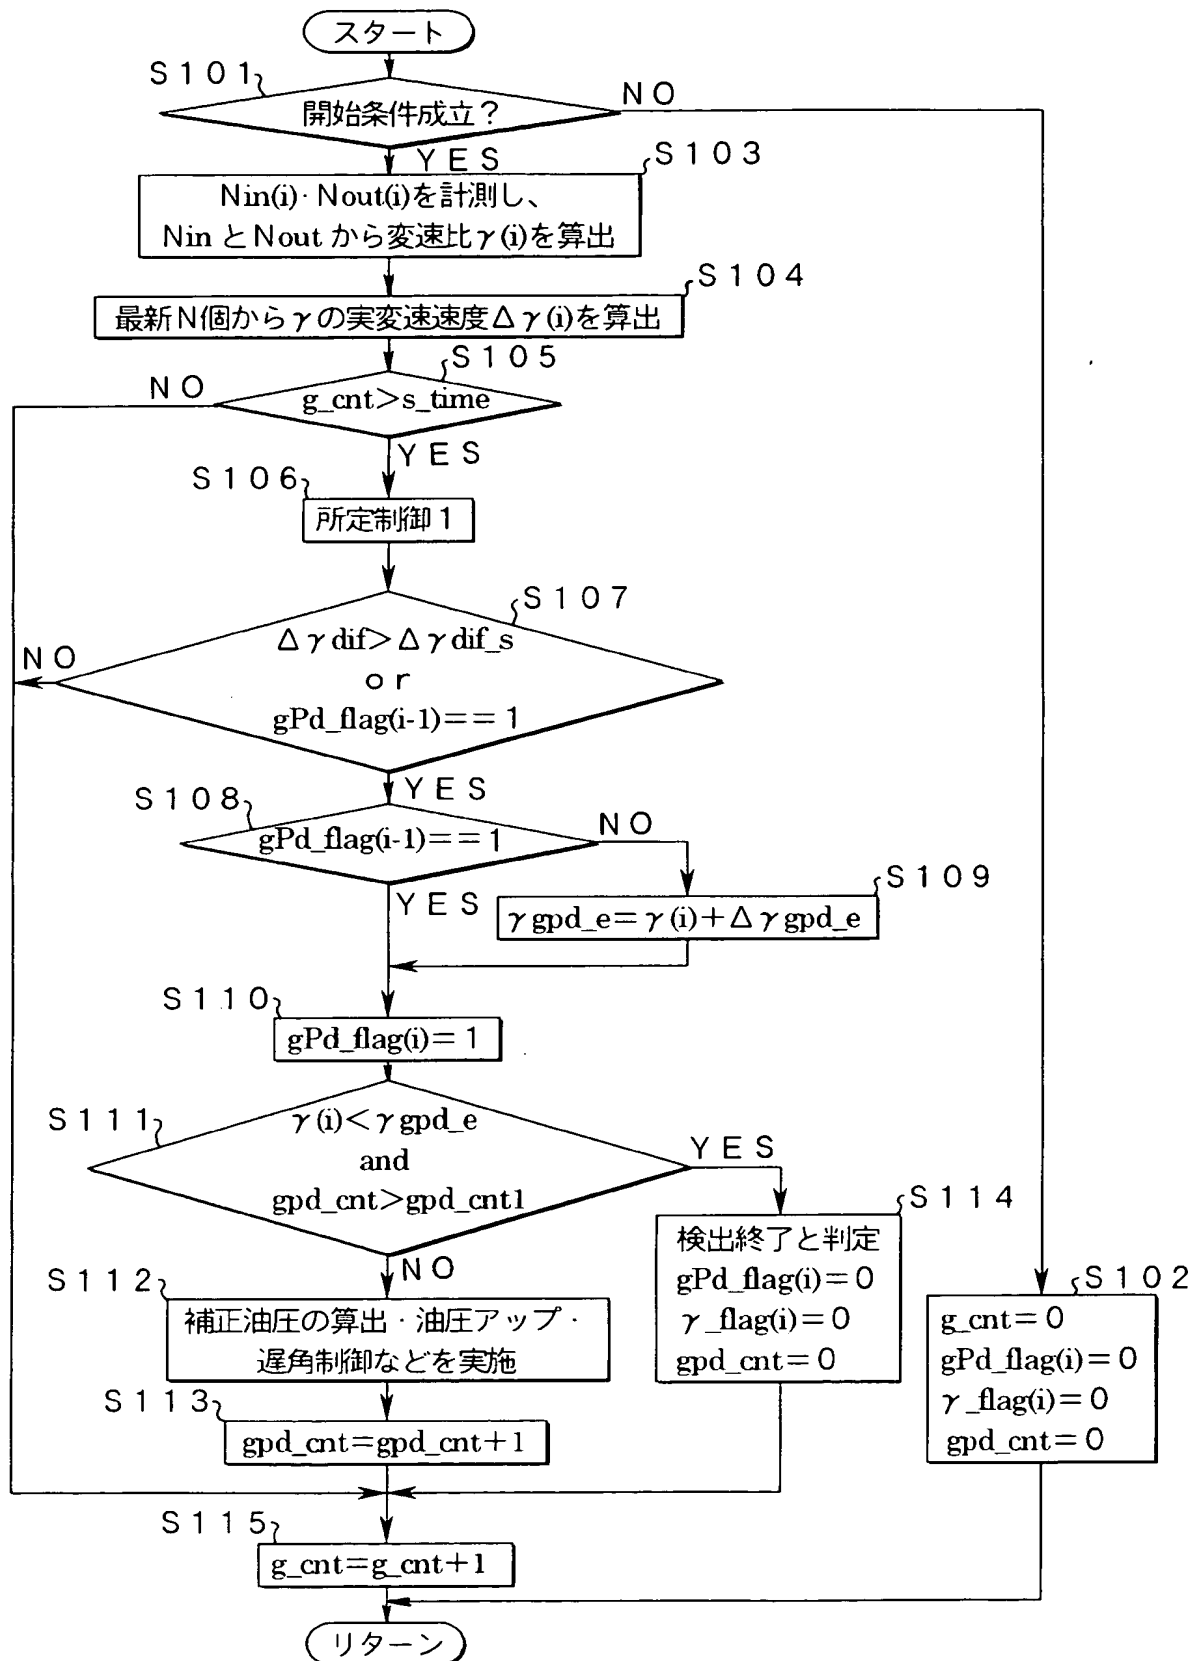 スタート
S101
開始条件成立?
NO
YES
S103
Nin(i)·Nout(i)を計測し、
NinとNoutから変速比γ(i)を算出
S104
最新N個からγの実変速速度Δγ(i)を算出
S105
NO
g_cnt>s_time
YES
S106
所定制御1
S107
Δγdif>Δγdif_s
or
gPd_flag(i-1)==1
NO
YES
S108
gPd_flag(i-1)==1
NO
YES
S109
γgpd_e=γ(i)+Δγgpd_e
S110
gPd_flag(i)=1
S111
γ(i)<γgpd_e
and
gpd_cnt>gpd_cnt1
YES
NO
S114
検出終了と判定
gPd_flag(i)=0
γ_flag(i)=0
gpd_cnt=0
S102
g_cnt=0
gPd_flag(i)=0
γ_flag(i)=0
gpd_cnt=0
S112
補正油圧の算出·油圧アップ·
遅角制御などを実施
S113
gpd_cnt=gpd_cnt+1
S115
g_cnt=g_cnt+1
リターン